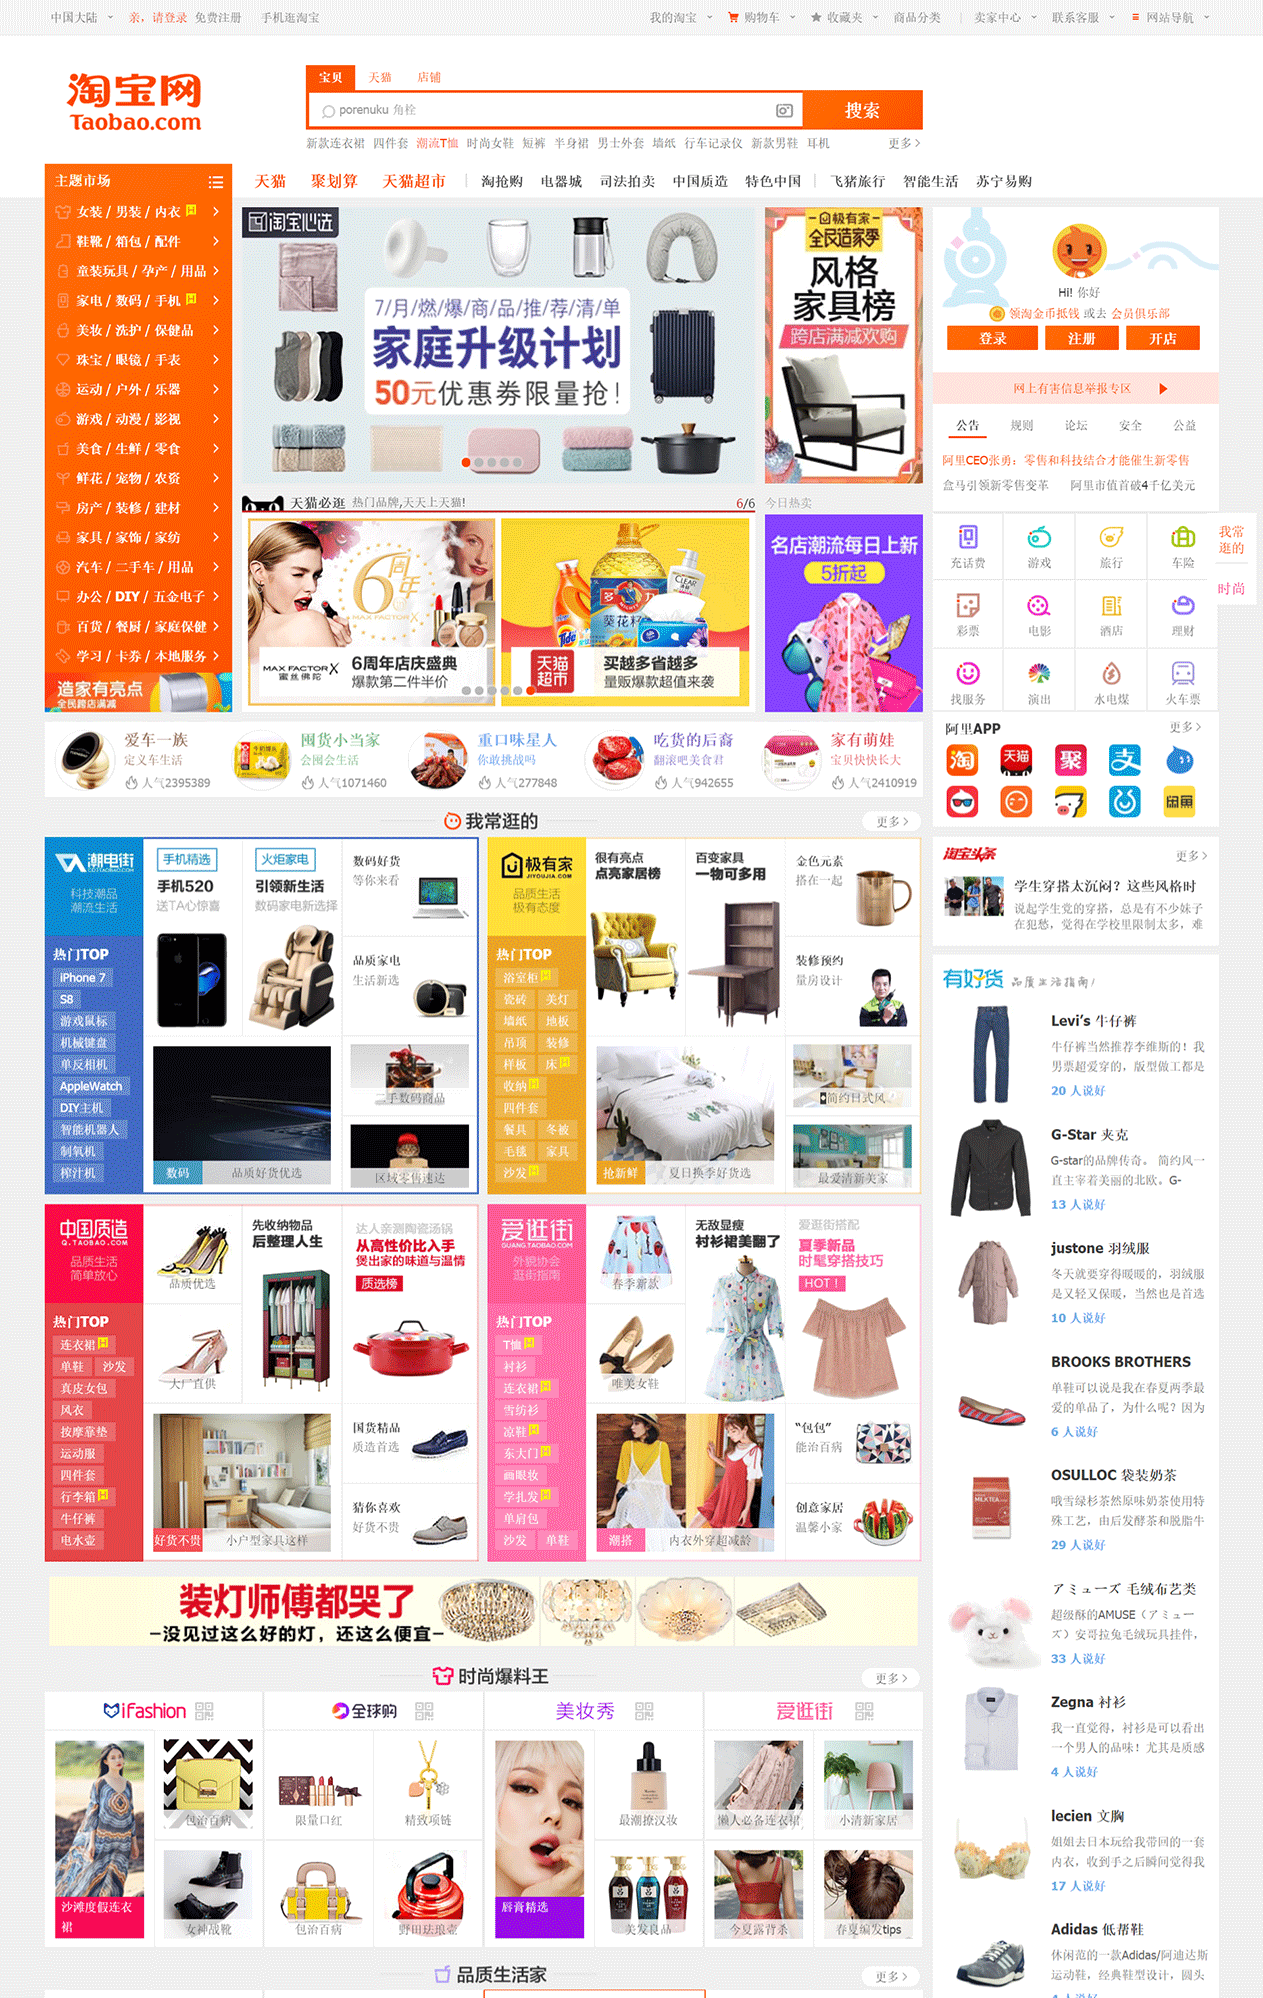 中国大陆 亲，请登录 免费注册 手机逛淘宝 我的淘宝 购物车 收藏夹 商品分类 卖家中心 联系客服 网站导航
淘宝网
Taobao.com
宝贝 天猫 店铺
porenuku 角栓
搜索
新款连衣裙 四件套 潮流T恤 时尚女鞋 短裤 半身裙 男士外套 墙纸 行车记录仪 新款男鞋 耳机 更多
主题市场
天猫 聚划算 天猫超市 淘抢购 电器城 司法拍卖 中国质造 特色中国 飞猪旅行 智能生活 苏宁易购
女装 / 男装 / 内衣
鞋靴 / 箱包 / 配件
童装玩具 / 孕产 / 用品
家电 / 数码 / 手机
美妆 / 洗护 / 保健品
珠宝 / 眼镜 / 手表
运动 / 户外 / 乐器
游戏 / 动漫 / 影视
美食 / 生鲜 / 零食
鲜花 / 宠物 / 农资
房产 / 装修 / 建材
家具 / 家饰 / 家纺
汽车 / 二手车 / 用品
办公 / DIY / 五金电子
百货 / 餐厨 / 家庭保健
学习 / 卡券 / 本地服务
造家有亮点
全民跨店满减
淘宝心选
7/月/燃/爆/商/品/推/荐/清/单
家庭升级计划
50元优惠券限量抢！
极有家
全民造家季
风格
家具榜
跨店满减欢购
Hi! 你好
领淘金币抵钱 或去 会员俱乐部
登录 注册 开店
网上有害信息举报专区
公告 规则 论坛 安全 公益
阿里CEO张勇：零售和科技结合才能催生新零售
盒马引领新零售变革 阿里市值首破4千亿美元
天猫必逛 热门品牌,天天上天猫! 6/6
今日热卖
6周年
MAX FACTOR
MAX FACTOR X
蜜丝佛陀
6周年店庆盛典
爆款第二件半价
多力
葵花籽
Tide
CLEAR
天猫
超市
买越多省越多
量贩爆款超值来袭
名店潮流每日上新
5折起
充话费 游戏 旅行 车险
彩票 电影 酒店 理财
找服务 演出 水电煤 火车票
我常
逛的
时尚
阿里APP 更多
淘 天猫 聚 支
闲鱼
爱车一族
定义车生活
人气2395389
囤货小当家
会囤会生活
人气1071460
重口味星人
你敢挑战吗
人气277848
吃货的后裔
翻滚吧美食君
人气942655
家有萌娃
宝贝快快长大
人气2410919
我常逛的 更多
潮电街
科技潮品
潮流生活
手机精选
手机520
送TA心惊喜
火炬家电
引领新生活
数码家电新选择
数码好货
等你来看
品质家电
生活新选
热门TOP
iPhone 7
S8
游戏鼠标
机械键盘
单反相机
AppleWatch
DIY主机
智能机器人
制氧机
榨汁机
数码 品质好货优选
二手数码商品
区域零售速达
极有家
JIYOUJIA.COM
品质生活
极有态度
很有亮点
点亮家居榜
百变家具
一物可多用
金色元素
搭在一起
装修预约
量房设计
热门TOP
浴室柜
瓷砖 美灯
墙纸 地板
吊顶 装修
样板 床
收纳
四件套
餐具 冬被
毛毯 家具
沙发
抢新鲜 夏日换季好货选
简约日式风
最爱清新美家
中国质造
Q.TAOBAO.COM
品质生活
简单放心
品质优选
大厂直供
先收纳物品
后整理人生
达人亲测陶瓷汤锅
从高性价比入手
煲出家的味道与温情
质选榜
热门TOP
连衣裙
单鞋 沙发
真皮女包
风衣
按摩靠垫
运动服
四件套
行李箱
牛仔裤
电水壶
好货不贵 小户型家具这样
国货精品
质造首选
猜你喜欢
好货不贵
爱逛街
GUANG.TAOBAO.COM
外貌协会
逛街指南
春季新款
唯美女鞋
无敌显瘦
衬衫裙美翻了
爱逛街搭配
夏季新品
时髦穿搭技巧
HOT！
热门TOP
T恤
衬衫
连衣裙
雪纺衫
凉鞋
东大门
画眼妆
学扎发
单肩包
沙发 单鞋
潮搭 内衣外穿超减龄
“包包”
能治百病
创意家居
温馨小家
装灯师傅都哭了
–没见过这么好的灯，还这么便宜–
时尚爆料王 更多
iFashion 全球购 美妆秀 爱逛街
沙滩度假连衣
裙
包治百病
限量口红
精致项链
唇膏精选
最潮撩汉妆
懒人必备连衣裙
小清新家居
女神战靴
包治百病
野田珐琅壶
美发良品
今夏露背杀
春夏编发tips
品质生活家 更多
淘宝头条 更多
学生穿搭太沉闷？这些风格时
说起学生党的穿搭，总是有不少妹子
在犯愁，觉得在学校里限制太多，难
有好货 品质生活指南/
Levi’s 牛仔裤
牛仔裤当然推荐李维斯的！我
男票超爱穿的，版型做工都是
20 人说好
G-Star 夹克
G-star的品牌传奇。 简约风一
直主宰着美丽的北欧。G-
13 人说好
justone 羽绒服
冬天就要穿得暖暖的，羽绒服
是又轻又保暖，当然也是首选
10 人说好
BROOKS BROTHERS
单鞋可以说是我在春夏两季最
爱的单品了，为什么呢？因为
6 人说好
OSULLOC 袋装奶茶
哦雪绿杉茶然原味奶茶使用特
殊工艺，由后发酵茶和脱脂牛
29 人说好
アミューズ 毛绒布艺类
超级酥的AMUSE（アミュー
ズ）安哥拉兔毛绒玩具挂件，
33 人说好
Zegna 衬衫
我一直觉得，衬衫是可以看出
一个男人的品味！尤其是质感
4 人说好
lecien 文胸
姐姐去日本玩给我带回的一套
内衣，收到手之后瞬间觉得我
17 人说好
Adidas 低帮鞋
休闲范的一款Adidas/阿迪达斯
运动鞋，经典鞋型设计，圆头